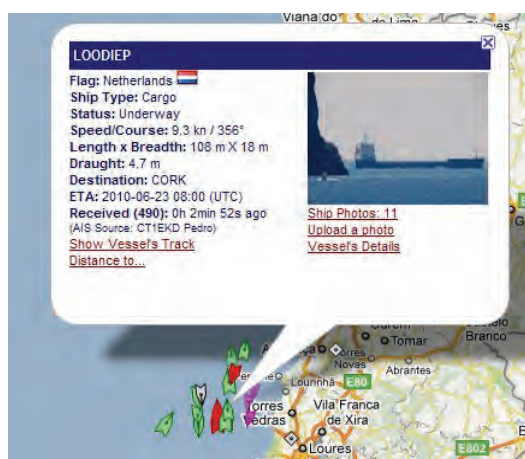 Viana do
LOODIEP
Flag: Netherlands
Ship Type: Cargo
Status: Underway
Speed/Course: 9.3 kn / 356°
Length x Breadth: 108 m X 18 m
Draught: 4.7 m
Destination: CORK
ETA: 2010-06-23 08:00 (UTC)
Received (490): 0h 2min 52s ago
(AIS Source: CT1EKD Pedro)
Show Vessel's Track
Distance to...
Ship Photos: 11
Upload a photo
Vessel's Details
Castelo
Branco
Tomar
Torres
Novas
Abrantes
Lourinhã
E80
Torres
Vedras
Vila Franca
de Xira
Loures
E802